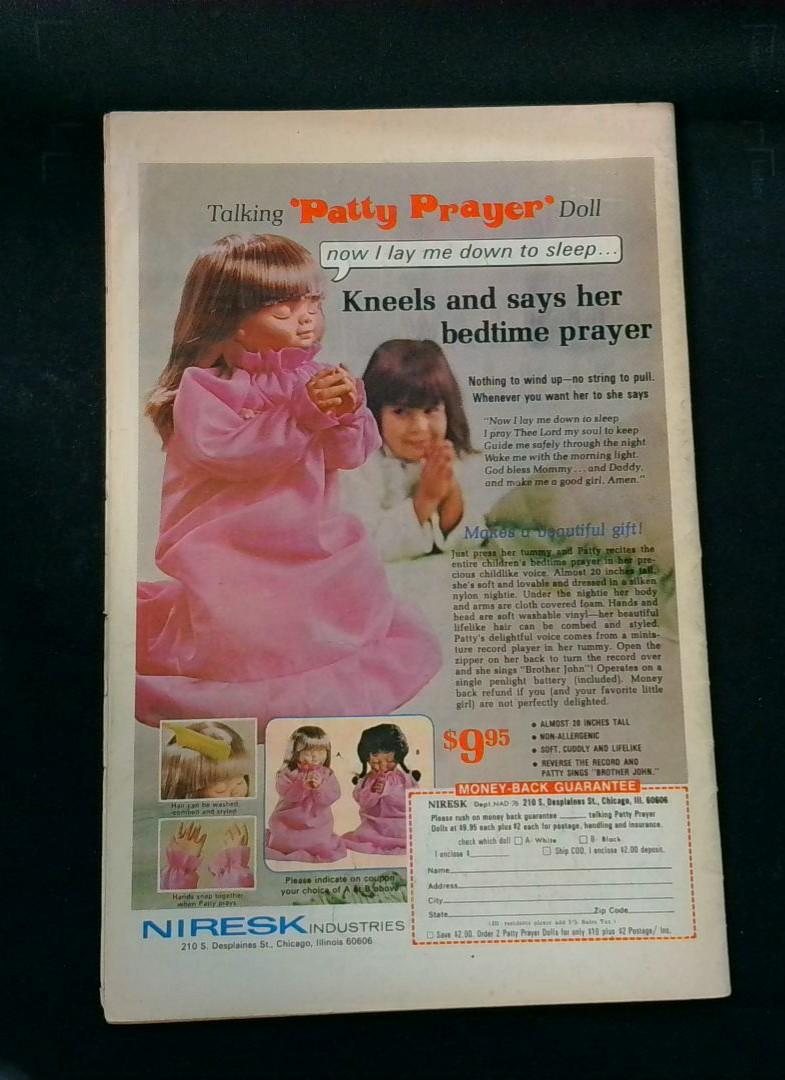 Talking 'Patty Prayer' Doll
now I lay me down to sleep...
Kneels and says her
bedtime prayer
Nothing to wind up—no string to pull.
Whenever you want her to she says
"Now I lay me down to sleep
I pray Thee Lord my soul to keep
Guide me safely through the night
Wake me with the morning light.
God bless Mommy...and Daddy,
and make me a good girl. Amen."
Makes a beautiful gift!
Just press her tummy and Patty recites the
entire children's bedtime prayer in her pre-
cious childlike voice. Almost 20 inches tall,
she's soft and lovable and dressed in a silken
nylon nightie. Under the nightie her body
and arms are cloth covered foam. Hands and
head are soft washable vinyl—her beautiful
lifelike hair can be combed and styled.
Patty's delightful voice comes from a minia-
ture record player in her tummy. Open the
zipper on her back to turn the record over
and she sings "Brother John"! Operates on a
single penlight battery (included). Money
back refund if you (and your favorite little
girl) are not perfectly delighted.
$9.95
• ALMOST 20 INCHES TALL
• NON-ALLERGENIC
• SOFT, CUDDLY AND LIFELIKE
• REVERSE THE RECORD AND
PATTY SINGS "BROTHER JOHN."
Hair can be washed,
combed and styled
Hands snap together
when Patty prays
A
B
Please indicate on coupon
your choice of A or B above
NIRESK INDUSTRIES
210 S. Desplaines St., Chicago, Illinois 60606
MONEY-BACK GUARANTEE
NIRESK Dept. NAD-76 210 S. Desplaines St., Chicago, Ill. 60606
Please rush on money back guarantee ______ talking Patty Prayer
Dolls at $9.95 each plus $2 each for postage, handling and insurance.
check which doll □ A- White □ B- Black
I enclose $______ □ Ship COD, I enclose $2.00 deposit.
Name
Address
City
State Zip Code
(Ill. residents please add 5% Sales Tax.)
□ Save $2.00. Order 2 Patty Prayer Dolls for only $19 plus $2 Postage/ Ins.